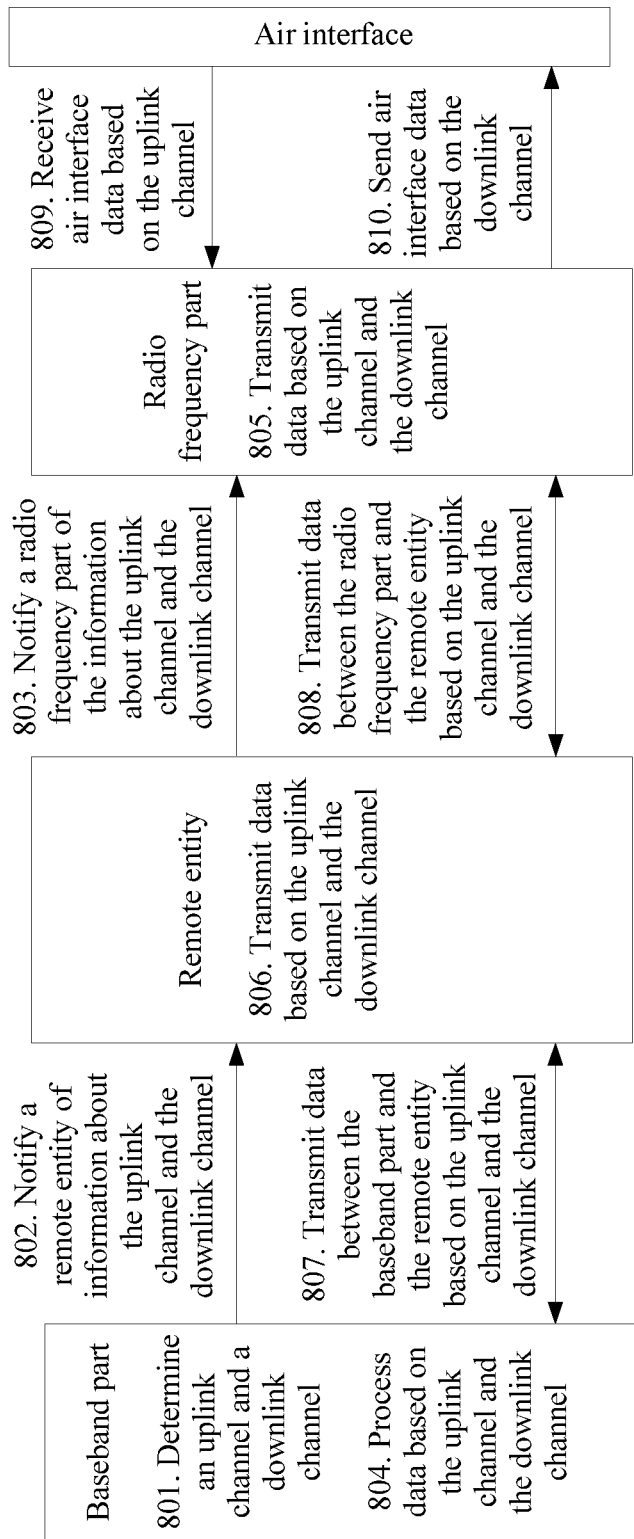 Baseband part
801. Determine
an uplink
channel and a
downlink
channel
804. Process
data based on
the uplink
channel and
the downlink
channel
802. Notify a
remote entity of
information about
the uplink
channel and the
downlink channel
807. Transmit data
between the
baseband part and
the remote entity
based on the uplink
channel and the
downlink channel
Remote entity
806. Transmit data
based on the uplink
channel and the
downlink channel
803. Notify a radio
frequency part of
the information
about the uplink
channel and the
downlink channel
808. Transmit data
between the radio
frequency part and
the remote entity
based on the uplink
channel and the
downlink channel
Radio
frequency part
805. Transmit
data based on
the uplink
channel and
the downlink
channel
809. Receive
air interface
data based
on the uplink
channel
810. Send air
interface data
based on the
downlink
channel
Air interface